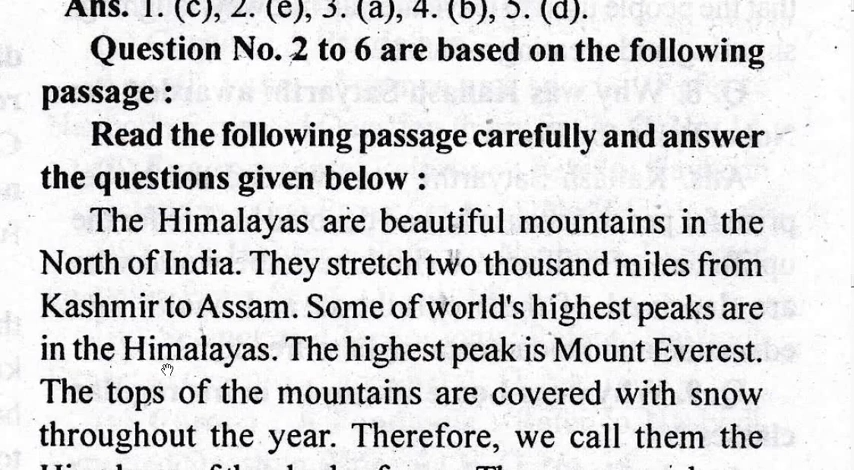 Ans. 1. (c), 2. (e), 3. (a), 4. (b), 5. (d).
Question No. 2 to 6 are based on the following
passage :
Read the following passage carefully and answer
the questions given below :
The Himalayas are beautiful mountains in the
North of India. They stretch two thousand miles from
Kashmir to Assam. Some of world's highest peaks are
in the Himalayas. The highest peak is Mount Everest.
The tops of the mountains are covered with snow
throughout the year. Therefore, we call them the